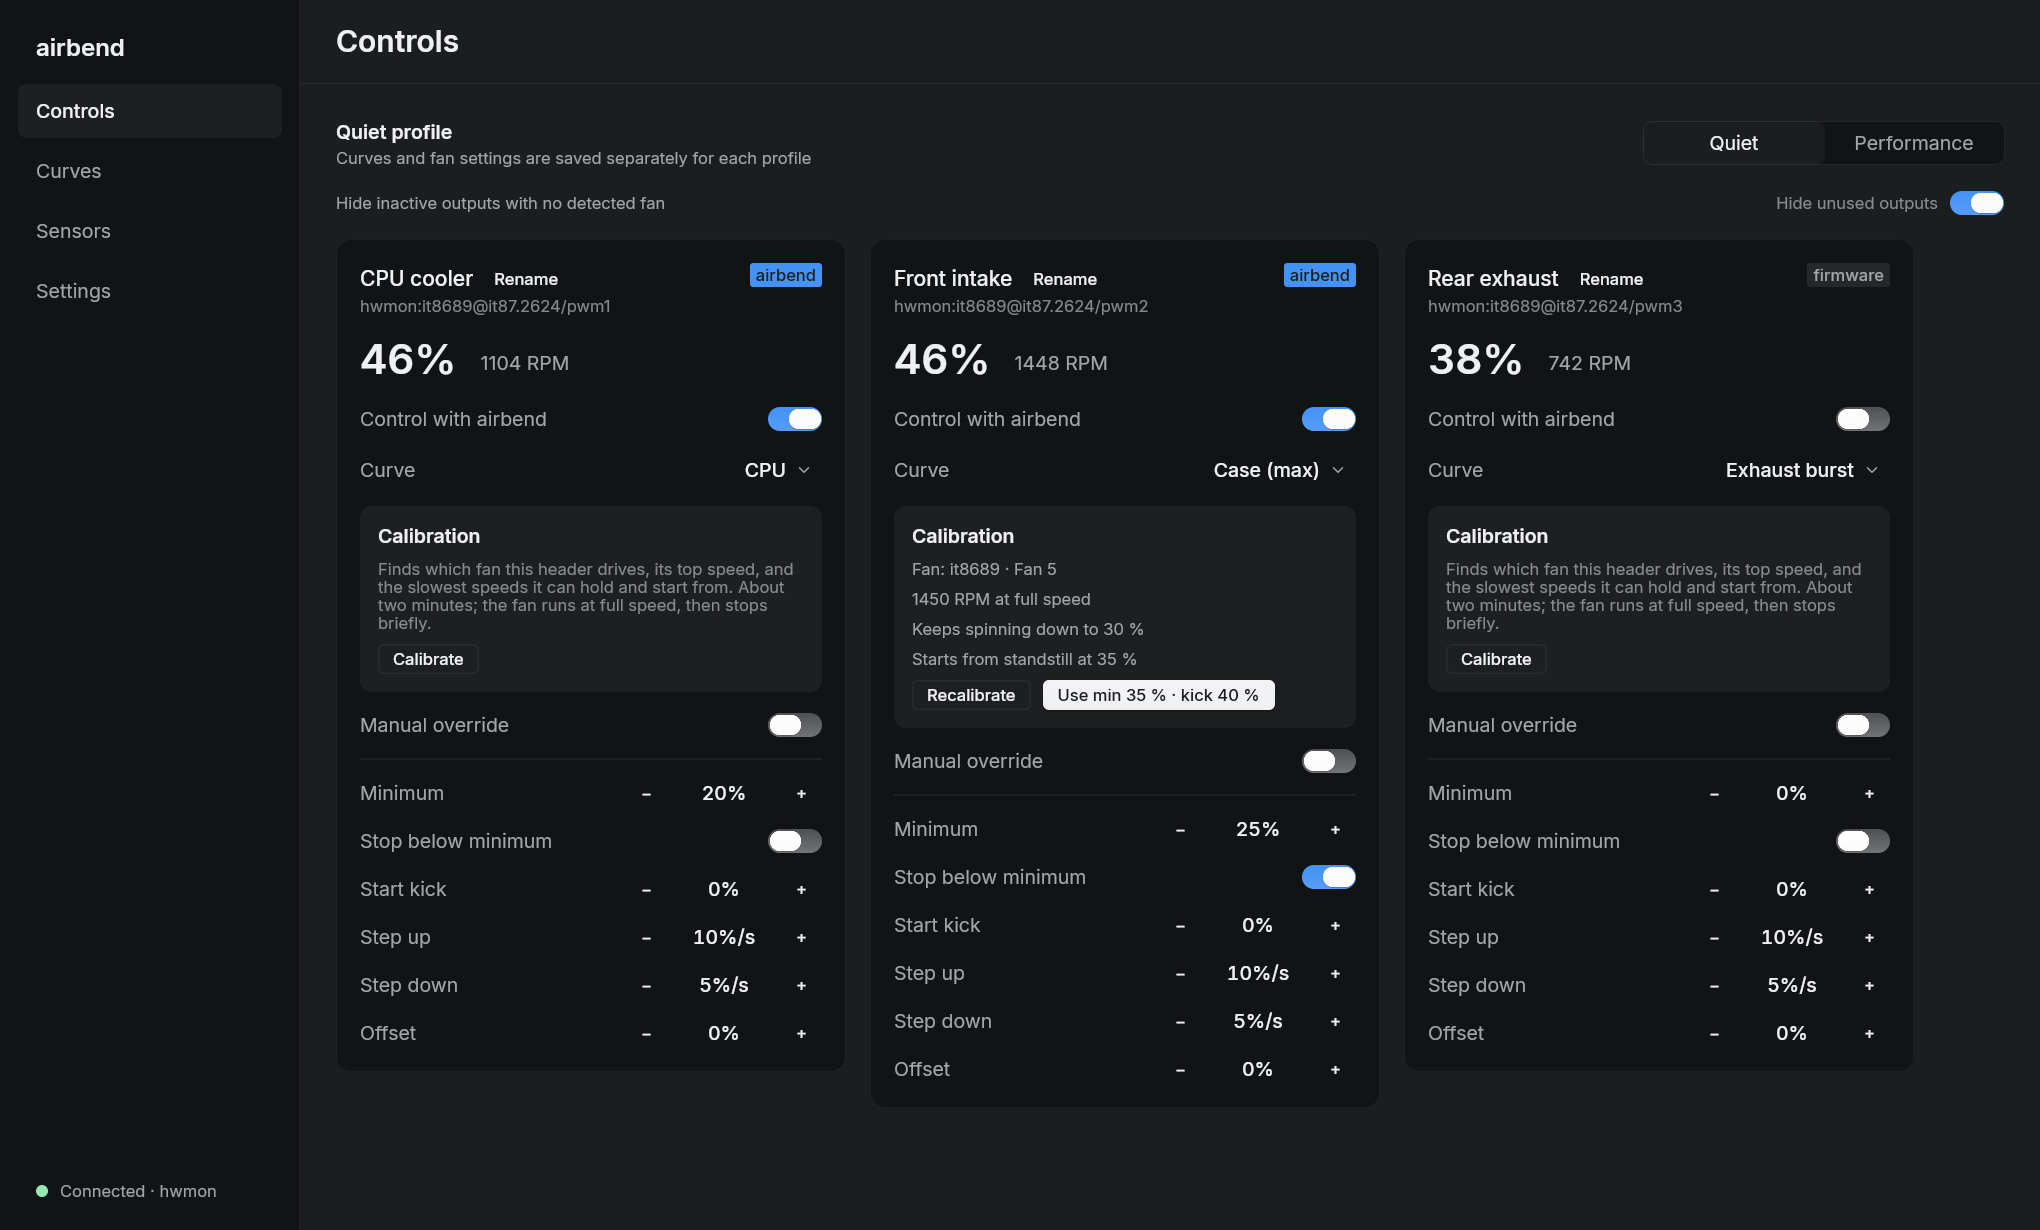 airbend
Controls
Curves
Sensors
Settings
Connected · hwmon
Controls
Quiet profile
Curves and fan settings are saved separately for each profile
Quiet
Performance
Hide inactive outputs with no detected fan
Hide unused outputs
CPU cooler Rename airbend
hwmon:it8689@it87.2624/pwm1
46% 1104 RPM
Control with airbend
Curve CPU
Calibration
Finds which fan this header drives, its top speed, and
the slowest speeds it can hold and start from. About
two minutes; the fan runs at full speed, then stops
briefly.
Calibrate
Manual override
Minimum – 20% +
Stop below minimum
Start kick – 0% +
Step up – 10%/s +
Step down – 5%/s +
Offset – 0% +
Front intake Rename airbend
hwmon:it8689@it87.2624/pwm2
46% 1448 RPM
Control with airbend
Curve Case (max)
Calibration
Fan: it8689 · Fan 5
1450 RPM at full speed
Keeps spinning down to 30 %
Starts from standstill at 35 %
Recalibrate Use min 35 % · kick 40 %
Manual override
Minimum – 25% +
Stop below minimum
Start kick – 0% +
Step up – 10%/s +
Step down – 5%/s +
Offset – 0% +
Rear exhaust Rename firmware
hwmon:it8689@it87.2624/pwm3
38% 742 RPM
Control with airbend
Curve Exhaust burst
Calibration
Finds which fan this header drives, its top speed, and
the slowest speeds it can hold and start from. About
two minutes; the fan runs at full speed, then stops
briefly.
Calibrate
Manual override
Minimum – 0% +
Stop below minimum
Start kick – 0% +
Step up – 10%/s +
Step down – 5%/s +
Offset – 0% +